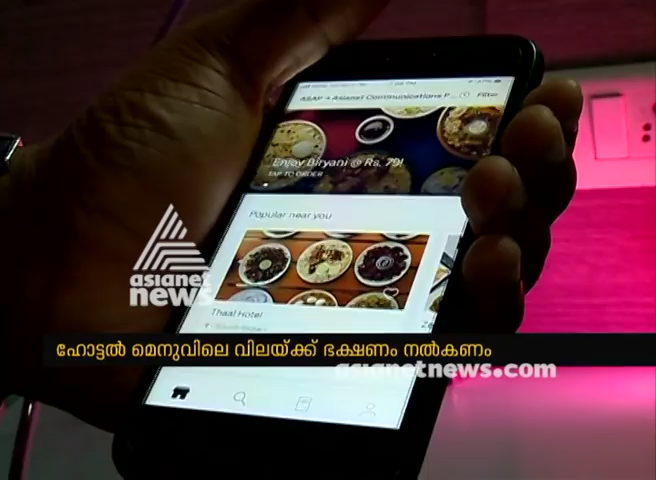 ASAP → Asianet Communications P...
Filter
Enjoy Biryani @ Rs. 79!
TAP TO ORDER
Popular near you
asianet
news
Thaal Hotel
ഹോട്ടൽ മെനുവിലെ വിലയ്ക്ക് ഭക്ഷണം നൽകണം
asianetnews.com